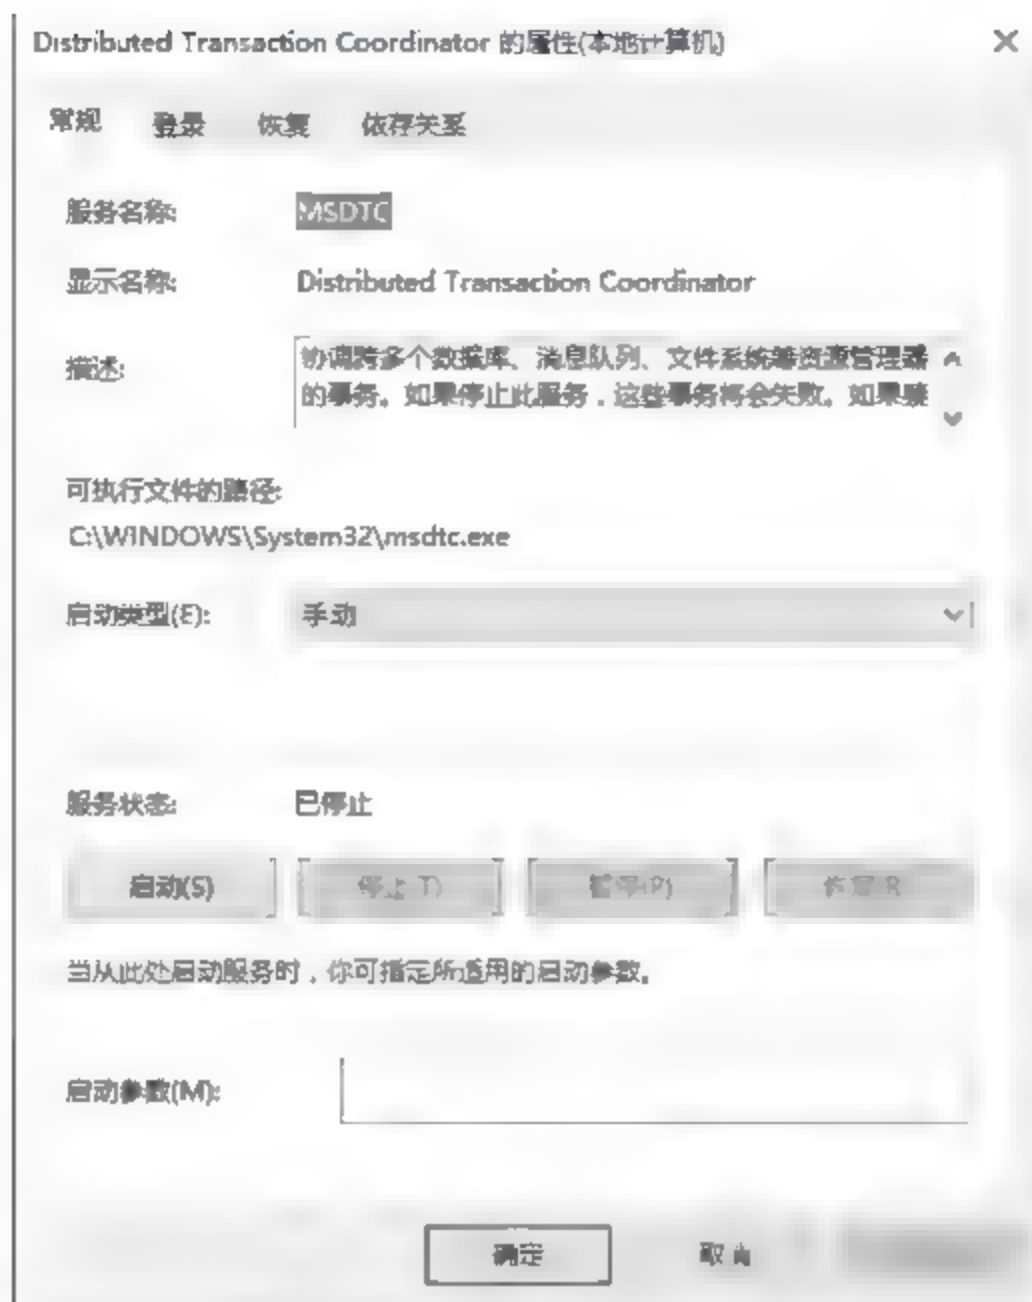 Distributed Transaction Coordinator 的属性(本地计算机)
常规 登录 恢复 依存关系
服务名称: MSDTC
显示名称: Distributed Transaction Coordinator
描述: 协调跨多个数据库、消息队列、文件系统等资源管理器
的事务。如果停止此服务，这些事务将会失败。如果禁
可执行文件的路径:
C:\WINDOWS\System32\msdtc.exe
启动类型(E): 手动
服务状态: 已停止
启动(S) 停止(T) 暂停(P) 恢复(R)
当从此处启动服务时，你可指定所适用的启动参数。
启动参数(M):
确定 取消